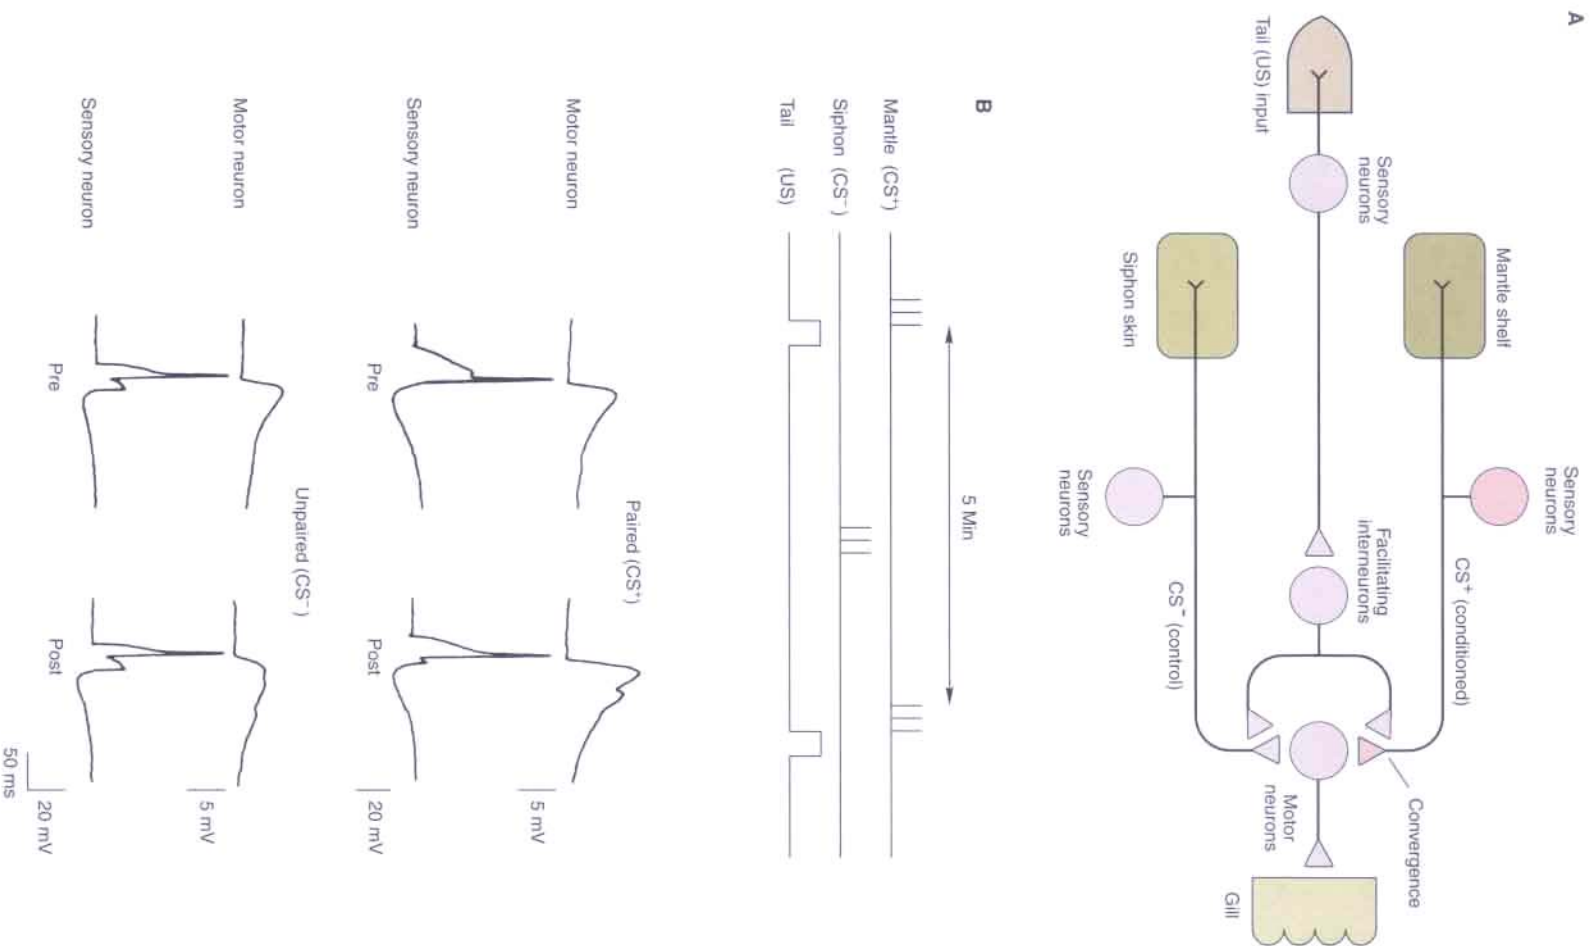 A
Tail (US) input
Sensory
neurons
Mantle shelf
Siphon skin
Sensory
neurons
Sensory
neurons
Facilitating
interneurons
CS⁺ (conditioned)
CS⁻ (control)
Convergence
Motor
neurons
Gill
B
Mantle (CS⁺)
Siphon (CS⁻)
Tail (US)
5 Min
Paired (CS⁺)
Motor neuron
Sensory neuron
Pre
Post
5 mV
20 mV
Unpaired (CS⁻)
Motor neuron
Sensory neuron
Pre
Post
5 mV
20 mV
50 ms